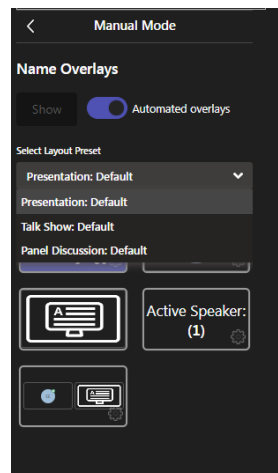 Manual Mode
Name Overlays
Show
Automated overlays
Select Layout Preset
Presentation: Default
Presentation: Default
Talk Show: Default
Panel Discussion: Default
A
Active Speaker:
(1)